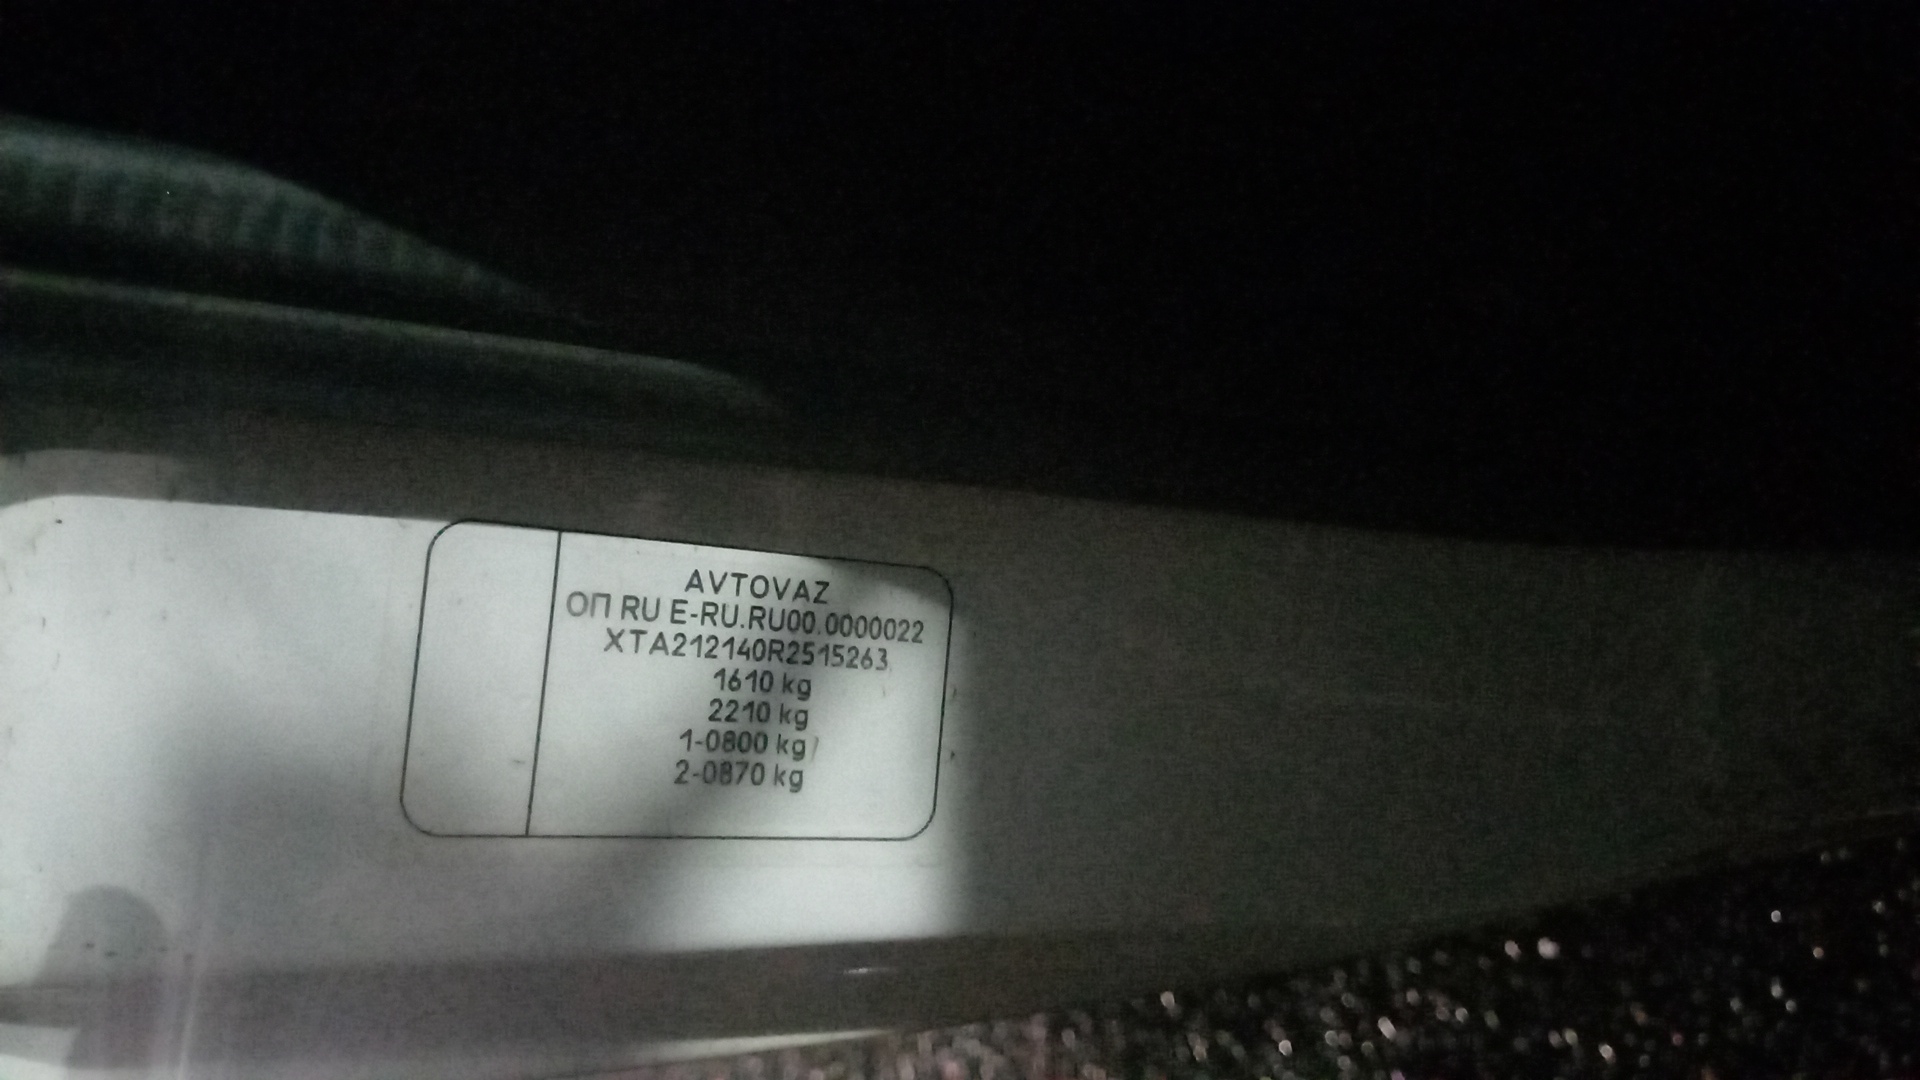 AVTOVAZ
ОП RU E-RU.RU00.0000022
XTA212140R2515263
1610 kg
2210 kg
1-0800 kg
2-0870 kg